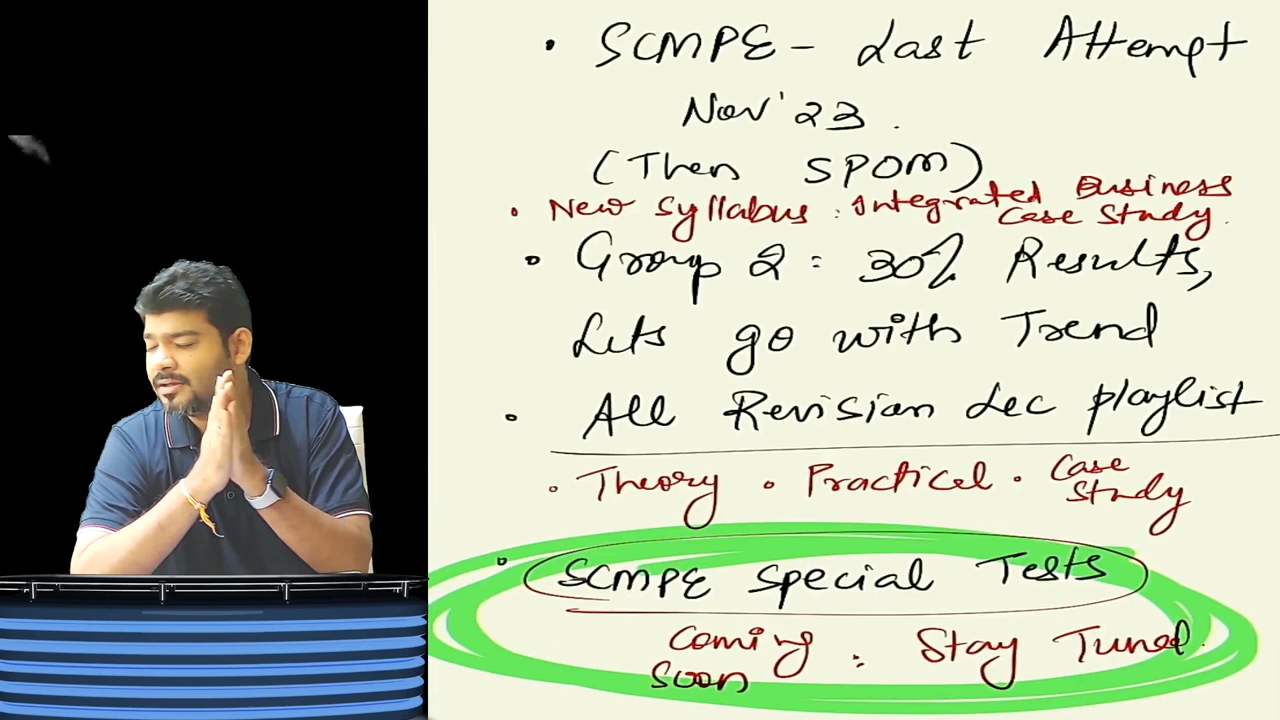 • SCMPE - Last Attempt
Nov'23.
(Then SPOM)
• New Syllabus : Integrated Business
Case Study.
• Group 2 : 30% Results,
Lets go with Trend
• All Revision Lec playlist
• Theory • Practical • Case
Study
• SCMPE Special Tests
Coming : Stay Tuned.
Soon